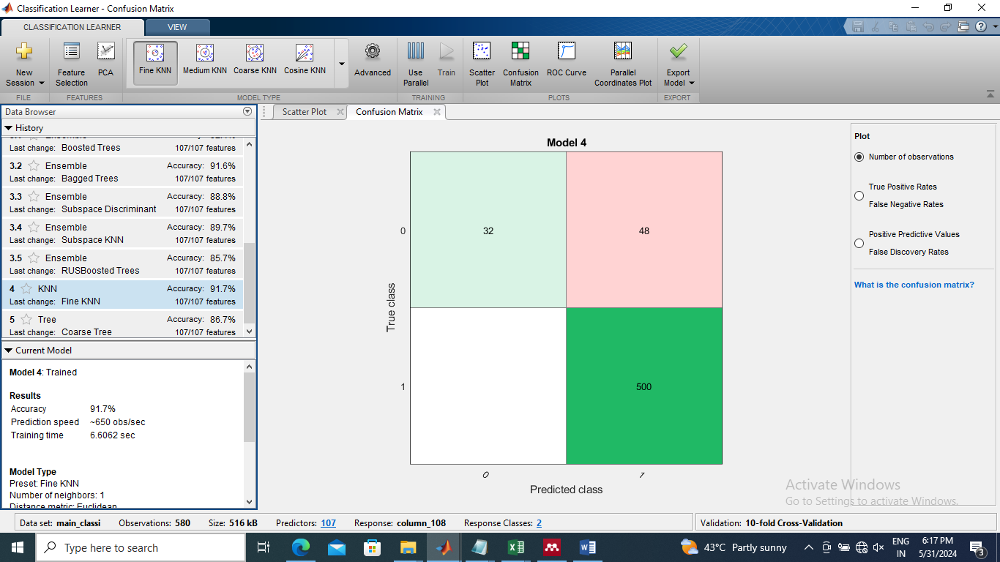 Classification Learner - Confusion Matrix
CLASSIFICATION LEARNER VIEW
New Session
Feature Selection
PCA
Fine KNN
Medium KNN
Coarse KNN
Cosine KNN
Advanced
Use Parallel
Train
Scatter Plot
Confusion Matrix
ROC Curve
Parallel Coordinates Plot
Export Model
FILE FEATURES MODEL TYPE TRAINING PLOTS EXPORT
Data Browser
History
Last change: Boosted Trees 107/107 features
3.2 Ensemble Accuracy: 91.6%
Last change: Bagged Trees 107/107 features
3.3 Ensemble Accuracy: 88.8%
Last change: Subspace Discriminant 107/107 features
3.4 Ensemble Accuracy: 89.7%
Last change: Subspace KNN 107/107 features
3.5 Ensemble Accuracy: 85.7%
Last change: RUSBoosted Trees 107/107 features
4 KNN Accuracy: 91.7%
Last change: Fine KNN 107/107 features
5 Tree Accuracy: 86.7%
Last change: Coarse Tree 107/107 features
Current Model
Model 4: Trained
Results
Accuracy 91.7%
Prediction speed ~650 obs/sec
Training time 6.6062 sec
Model Type
Preset: Fine KNN
Number of neighbors: 1
Distance metric: Euclidean
Scatter Plot Confusion Matrix
Model 4
0 32 48
1 500
True class
0 1
Predicted class
Plot
Number of observations
True Positive Rates
False Negative Rates
Positive Predictive Values
False Discovery Rates
What is the confusion matrix?
Activate Windows
Go to Settings to activate Windows.
Data set: main_classi Observations: 580 Size: 516 kB Predictors: 107 Response: column_108 Response Classes: 2 Validation: 10-fold Cross-Validation
Type here to search
43°C Partly sunny
ENG
IN
6:17 PM
5/31/2024
3